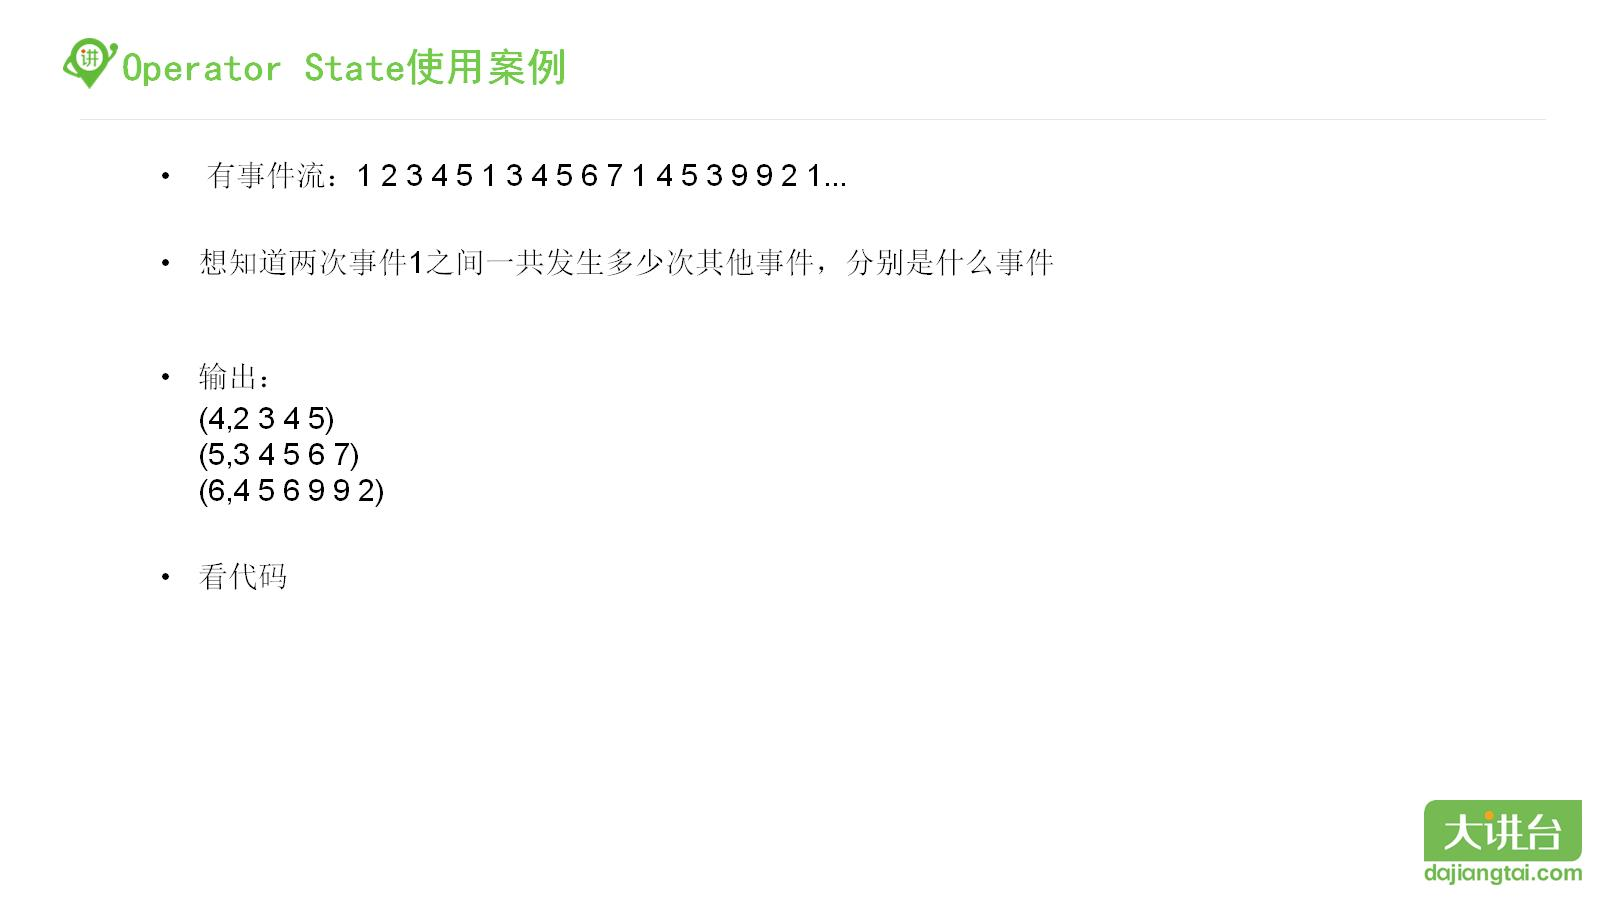 讲
Operator State使用案例
• 有事件流：1 2 3 4 5 1 3 4 5 6 7 1 4 5 3 9 9 2 1...
• 想知道两次事件1之间一共发生多少次其他事件，分别是什么事件
• 输出：
(4,2 3 4 5)
(5,3 4 5 6 7)
(6,4 5 6 9 9 2)
• 看代码
大讲台
dajiangtai.com